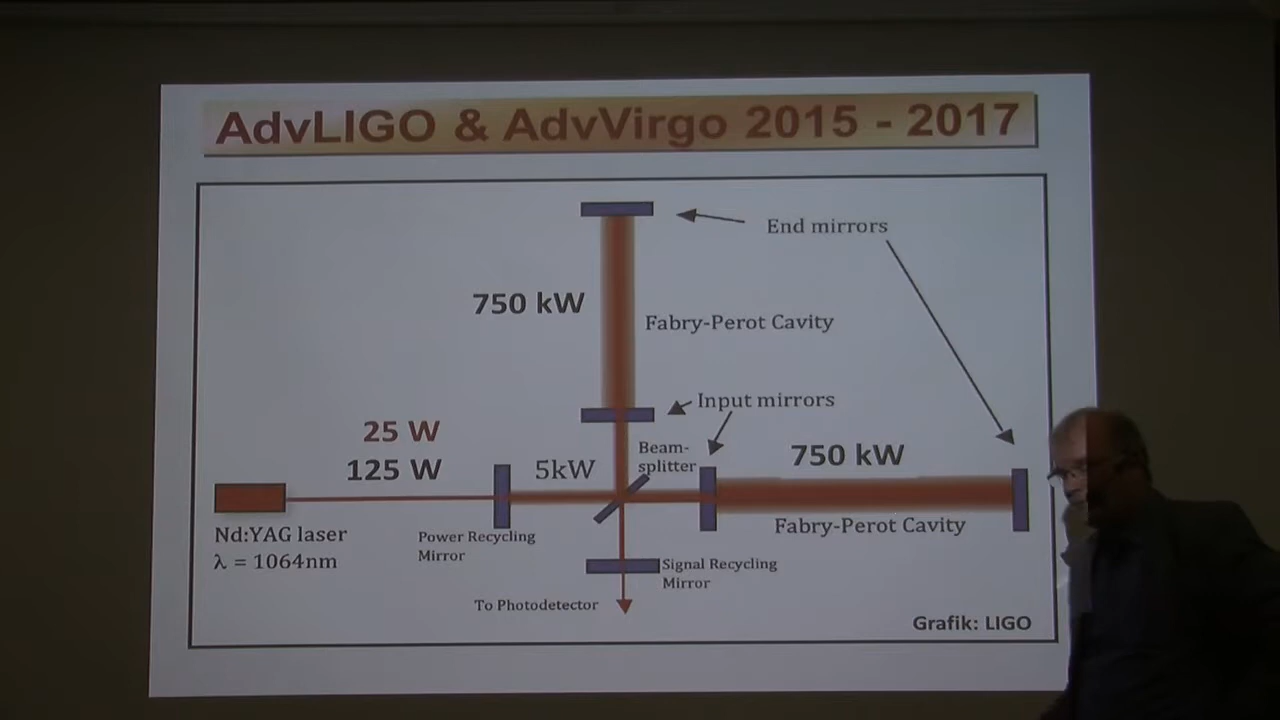 AdvLIGO & AdvVirgo 2015 - 2017
End mirrors
750 kW
Fabry-Perot Cavity
Input mirrors
25 W
125 W
5kW
Beam-
splitter
750 kW
Nd:YAG laser
λ = 1064nm
Power Recycling
Mirror
Fabry-Perot Cavity
Signal Recycling
Mirror
To Photodetector
Grafik: LIGO